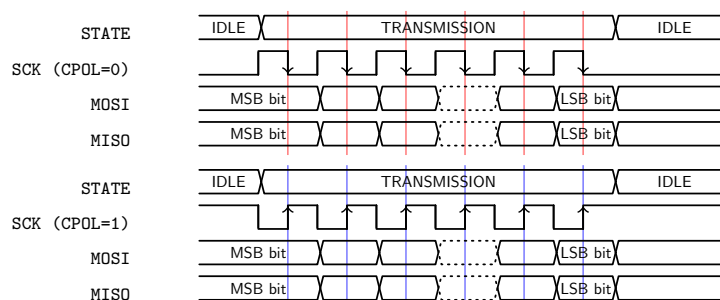 STATE IDLE TRANSMISSION IDLE
SCK (CPOL=0)
MOSI MSB bit LSB bit
MISO MSB bit LSB bit
STATE IDLE TRANSMISSION IDLE
SCK (CPOL=1)
MOSI MSB bit LSB bit
MISO MSB bit LSB bit